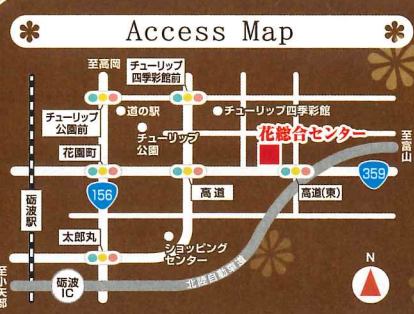 Access Map
至高岡
チューリップ
四季彩館前
道の駅
チューリップ四季彩館
チューリップ
公園前
チューリップ
公園
花総合センター
至富山
花園町
359
砺波駅
156
高道
高道(東)
太郎丸
ショッピング
センター
北陸自動車道
N
至小矢部
砺波
IC